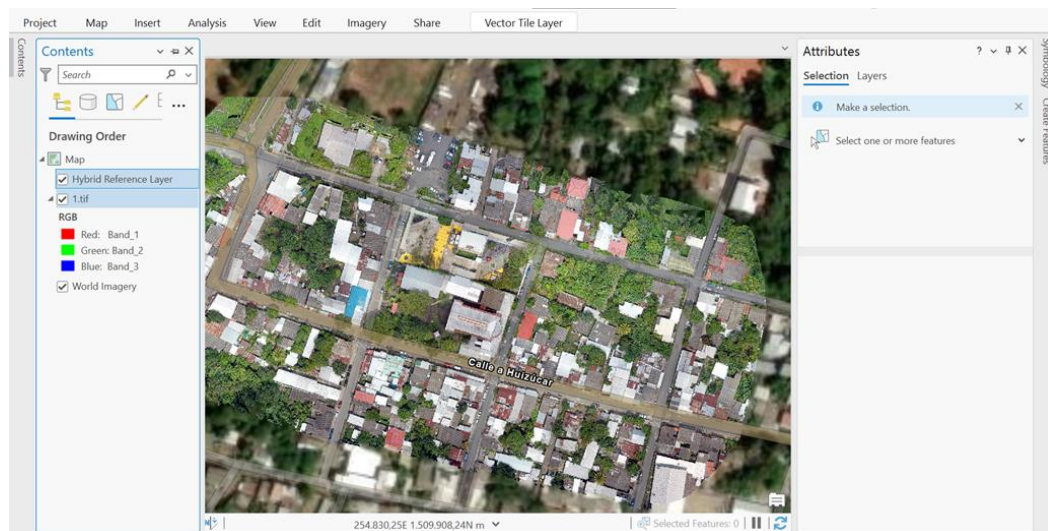 Project Map Insert Analysis View Edit Imagery Share Vector Tile Layer
Contents
Contents
Search
Drawing Order
Map
Hybrid Reference Layer
1.tif
RGB
Red: Band_1
Green: Band_2
Blue: Band_3
World Imagery
Calle a Huizúcar
254.830,25E 1.509.908,24N m
Selected Features: 0
Attributes
Selection Layers
Make a selection.
Select one or more features
Symbology
Create Features